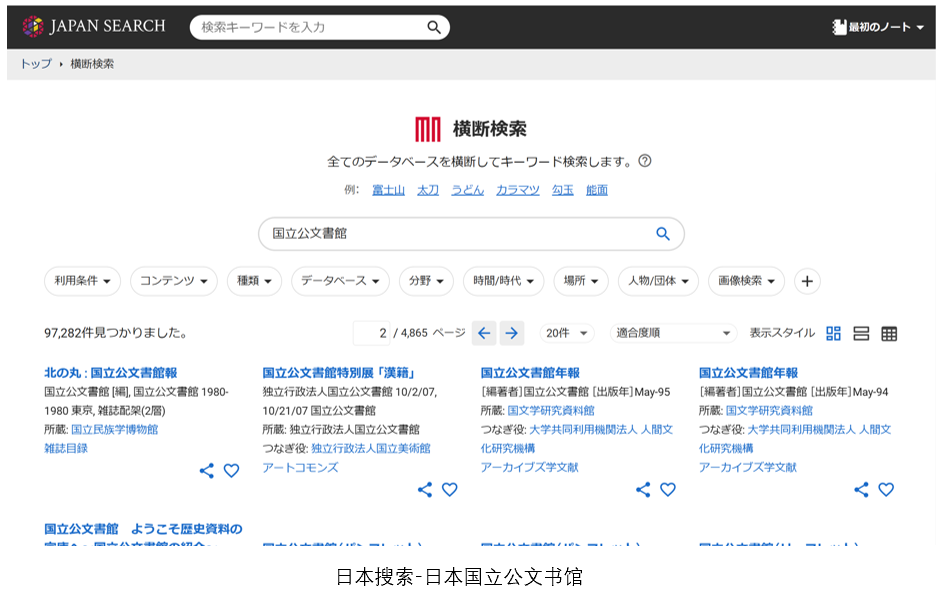 JAPAN SEARCH 検索キーワードを入力 最初のノート
トップ 横断検索
横断検索
全てのデータベースを横断してキーワード検索します。
例: 富士山 太刀 うどん カラマツ 勾玉 能面
国立公文書館
利用条件 コンテンツ 種類 データベース 分野 時間/時代 場所 人物/団体 画像検索
97,282件見つかりました。 2 / 4,865 ページ 20件 適合度順 表示スタイル
北の丸 : 国立公文書館報
国立公文書館 [編], 国立公文書館 1980-
1980 東京, 雑誌配架(2層)
所蔵: 国立民族学博物館
雑誌目録
国立公文書館特別展「漢籍」
独立行政法人国立公文書館 10/2/07,
10/21/07 国立公文書館
所蔵: 独立行政法人国立公文書館
つなぎ役: 独立行政法人国立美術館
アートコモンズ
国立公文書館年報
［編著者］国立公文書館 ［出版年］May-95
所蔵: 国文学研究資料館
つなぎ役: 大学共同利用機関法人 人間文
化研究機構
アーカイブズ学文献
国立公文書館年報
［編著者］国立公文書館 ［出版年］May-94
所蔵: 国文学研究資料館
つなぎ役: 大学共同利用機関法人 人間文
化研究機構
アーカイブズ学文献
国立公文書館 ようこそ歴史資料の
日本搜索-日本国立公文书馆